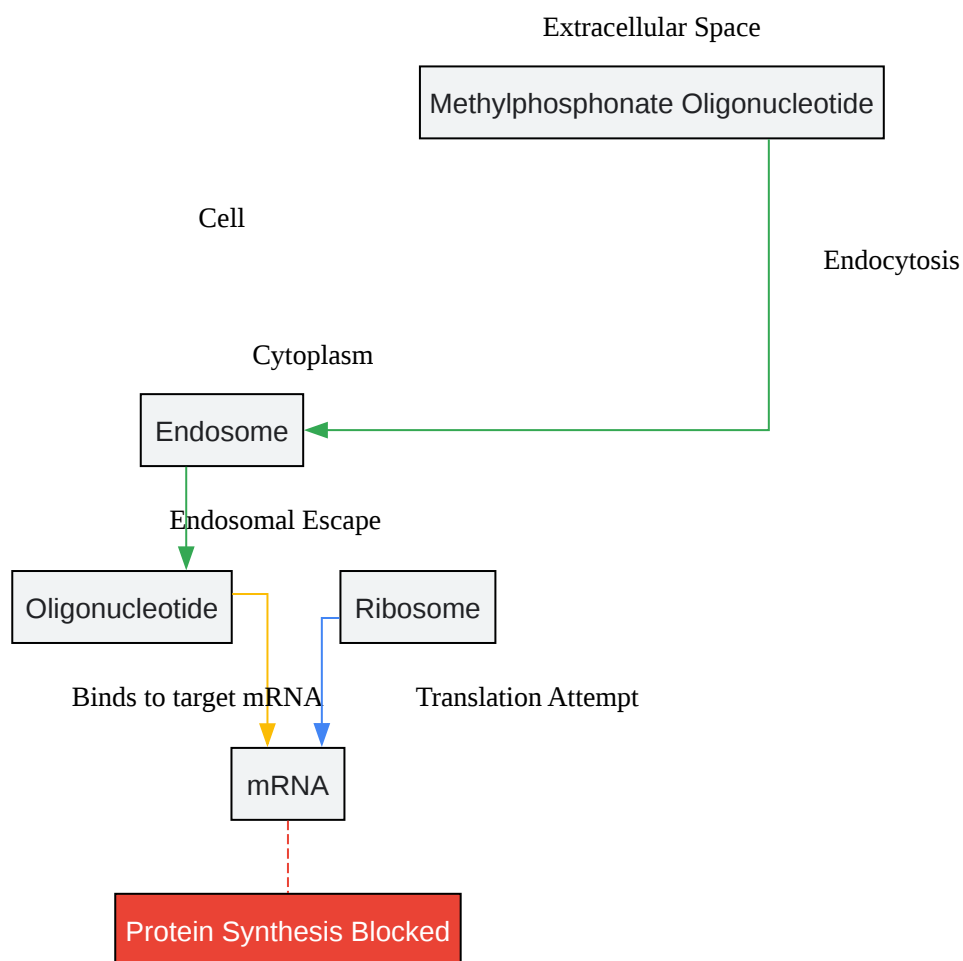 Extracellular Space
Methylphosphonate Oligonucleotide
Cell
Endocytosis
Cytoplasm
Endosome
Endosomal Escape
Oligonucleotide
Ribosome
Binds to target mRNA
Translation Attempt
mRNA
Protein Synthesis Blocked